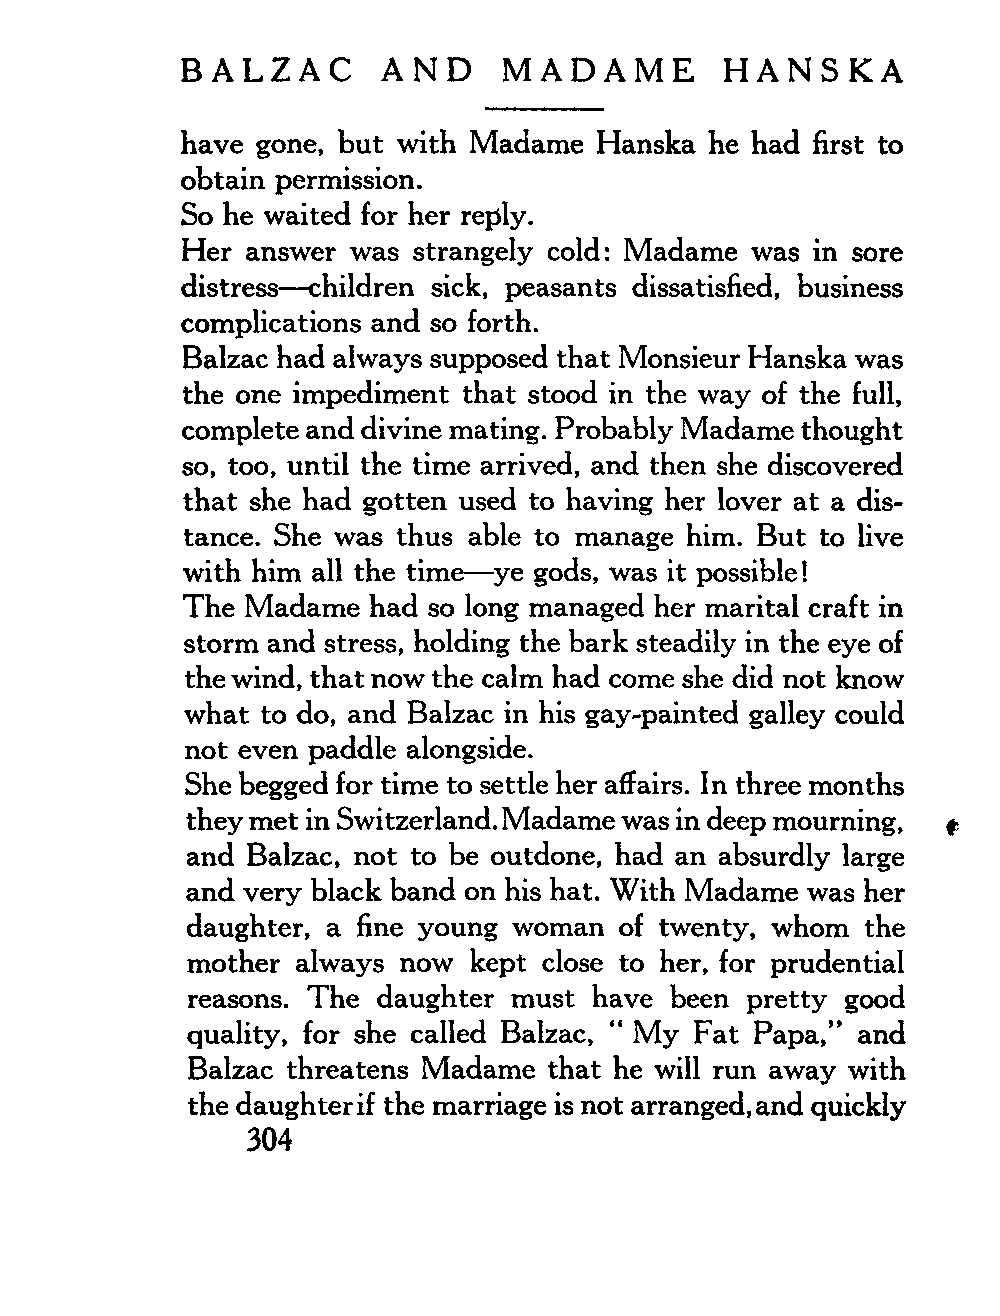 BALZAC AND MADAME HANSKA
have gone, but with Madame Hanska he had first to
obtain permission.
So he waited for her reply.
Her answer was strangely cold: Madame was in sore
distress—children sick, peasants dissatisfied, business
complications and so forth.
Balzac had always supposed that Monsieur Hanska was
the one impediment that stood in the way of the full,
complete and divine mating. Probably Madame thought
so, too, until the time arrived, and then she discovered
that she had gotten used to having her lover at a dis-
tance. She was thus able to manage him. But to live
with him all the time—ye gods, was it possible!
The Madame had so long managed her marital craft in
storm and stress, holding the bark steadily in the eye of
the wind, that now the calm had come she did not know
what to do, and Balzac in his gay-painted galley could
not even paddle alongside.
She begged for time to settle her affairs. In three months
they met in Switzerland. Madame was in deep mourning,
and Balzac, not to be outdone, had an absurdly large
and very black band on his hat. With Madame was her
daughter, a fine young woman of twenty, whom the
mother always now kept close to her, for prudential
reasons. The daughter must have been pretty good
quality, for she called Balzac, "My Fat Papa," and
Balzac threatens Madame that he will run away with
the daughter if the marriage is not arranged, and quickly
304